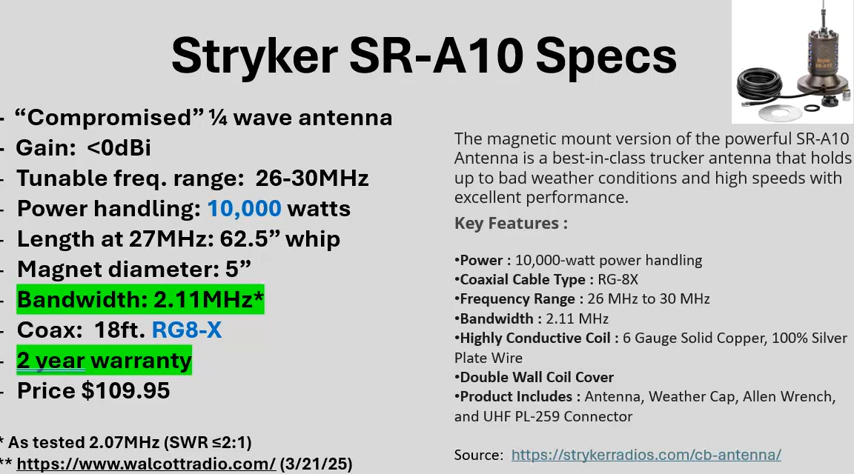 Stryker SR-A10 Specs
- “Compromised” ¼ wave antenna
- Gain: <0dBi
- Tunable freq. range: 26-30MHz
- Power handling: 10,000 watts
- Length at 27MHz: 62.5” whip
- Magnet diameter: 5”
- Bandwidth: 2.11MHz*
- Coax: 18ft. RG8-X
- 2 year warranty
- Price $109.95
* As tested 2.07MHz (SWR ≤2:1)
** https://www.walcottradio.com/ (3/21/25)
The magnetic mount version of the powerful SR-A10
Antenna is a best-in-class trucker antenna that holds
up to bad weather conditions and high speeds with
excellent performance.
Key Features :
•Power : 10,000-watt power handling
•Coaxial Cable Type : RG-8X
•Frequency Range : 26 MHz to 30 MHz
•Bandwidth : 2.11 MHz
•Highly Conductive Coil : 6 Gauge Solid Copper, 100% Silver
Plate Wire
•Double Wall Coil Cover
•Product Includes : Antenna, Weather Cap, Allen Wrench,
and UHF PL-259 Connector
Source: https://strykerradios.com/cb-antenna/